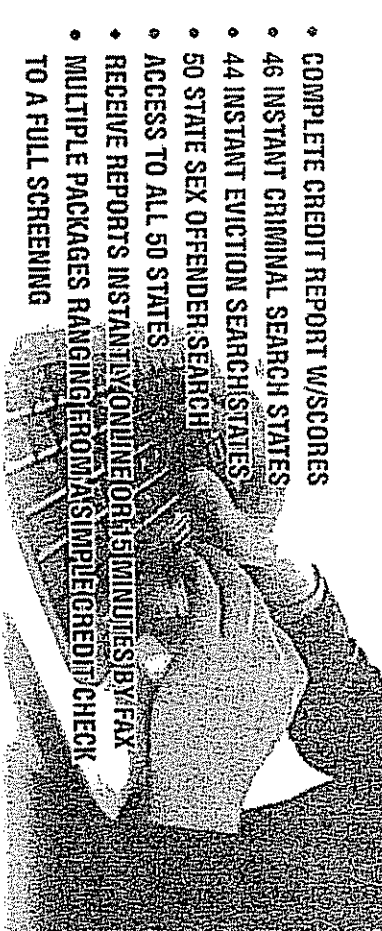 • COMPLETE CREDIT REPORT W/SCORES
• 46 INSTANT CRIMINAL SEARCH STATES
• 44 INSTANT EVICTION SEARCH STATES
• 50 STATE SEX OFFENDER SEARCH
• ACCESS TO ALL 50 STATES
• RECEIVE REPORTS INSTANTLY ONLINE OR 15 MINUTES BY FAX
• MULTIPLE PACKAGES RANGING FROM A SIMPLE CREDIT CHECK
TO A FULL SCREENING